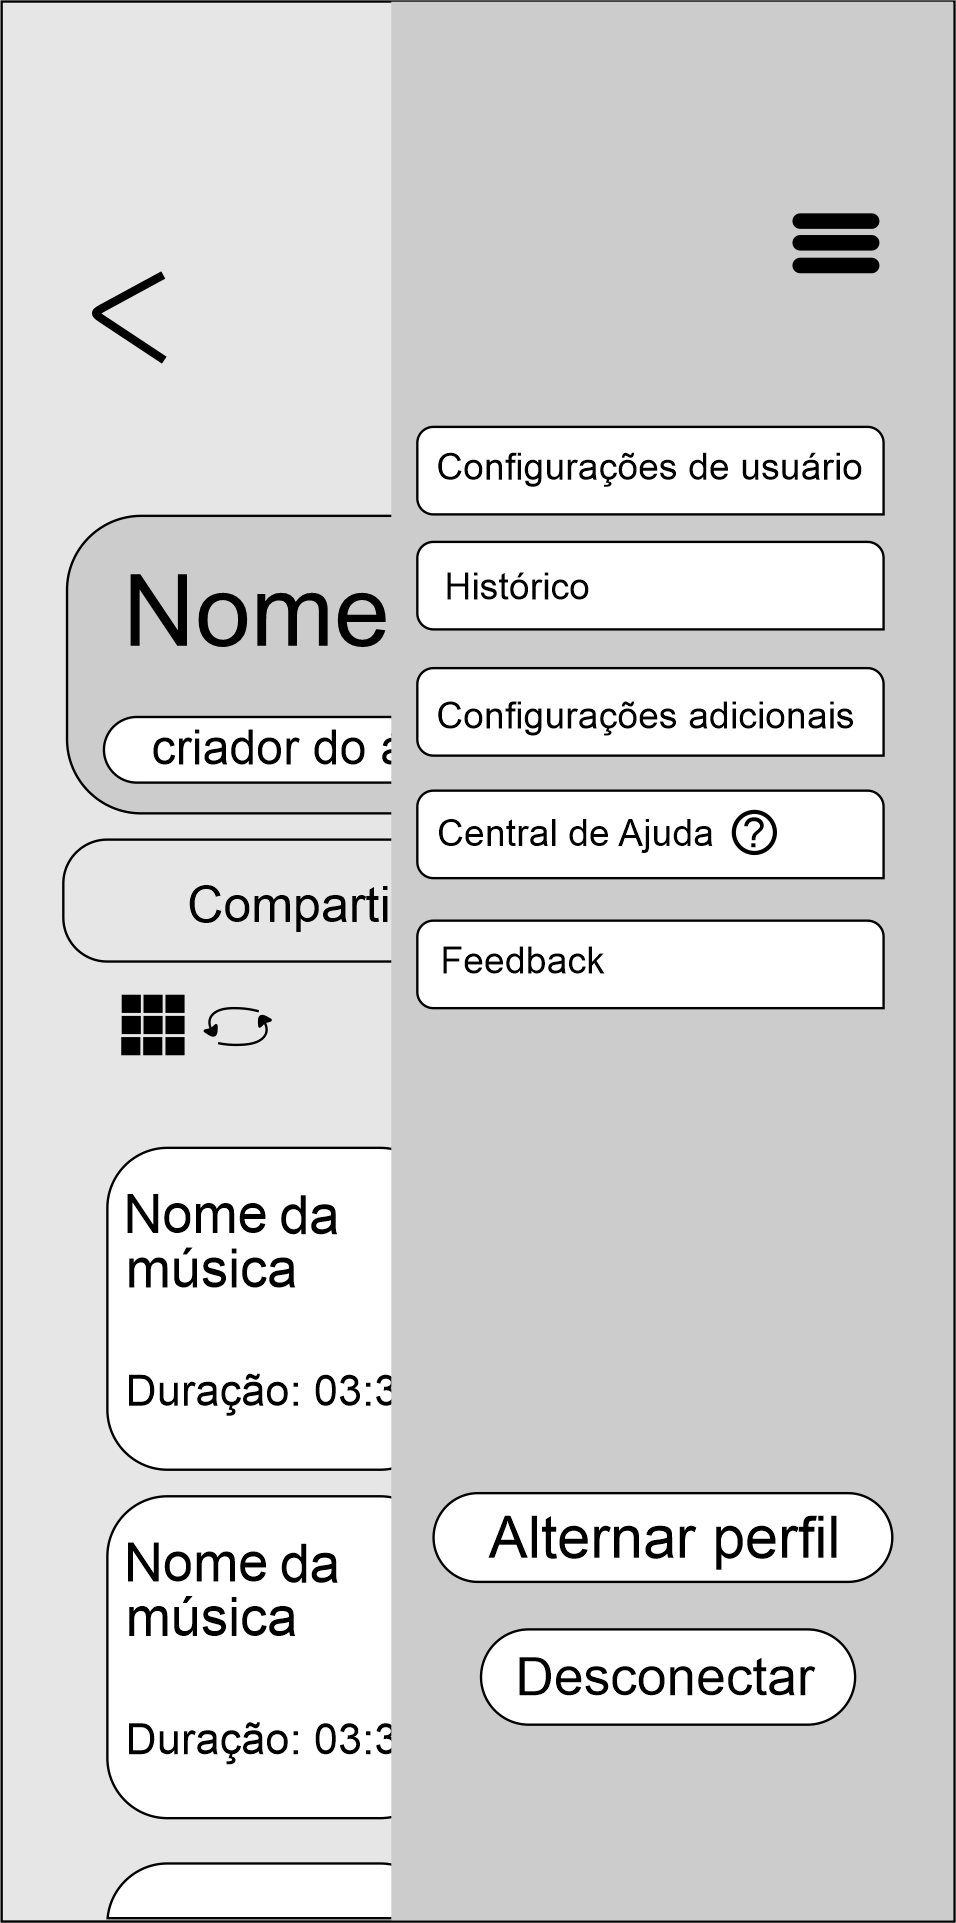 Nome
criador do
Compartí
Nome da
música
Duração: 03:3
Nome da
música
Duração: 03:3
Configurações de usuário
Histórico
Configurações adicionais
Central de Ajuda ?
Feedback
Alternar perfil
Desconectar